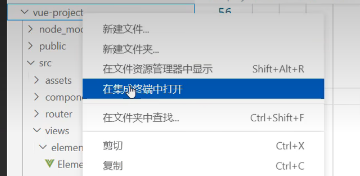 vue-project
56
node_mod
public
src
assets
compone
router
views
elemen
Eleme
新建文件...
新建文件夹...
在文件资源管理器中显示 Shift+Alt+R
在集成终端中打开
在文件夹中查找... Ctrl+Shift+F
剪切 Ctrl+X
复制 Ctrl+C